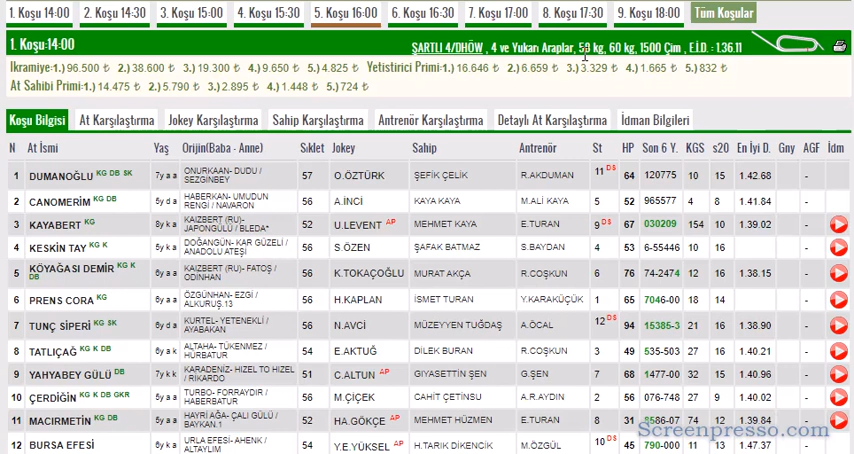 1. Koşu 14:00 2. Koşu 14:30 3. Koşu 15:00 4. Koşu 15:30 5. Koşu 16:00 6. Koşu 16:30 7. Koşu 17:00 8. Koşu 17:30 9. Koşu 18:00 Tüm Koşular
1. Koşu:14:00 ŞARTLI 4/DHÖW , 4 ve Yukarı Araplar, 59 kg, 60 kg, 1500 Çim , E.İ.D. : 1.36.11
Ikramiye:1.) 96.500 ₺ 2.) 38.600 ₺ 3.) 19.300 ₺ 4.) 9.650 ₺ 5.) 4.825 ₺ Yetistirici Primi:1.) 16.646 ₺ 2.) 6.659 ₺ 3.) 3.329 ₺ 4.) 1.665 ₺ 5.) 832 ₺
At Sahibi Primi:1.) 14.475 ₺ 2.) 5.790 ₺ 3.) 2.895 ₺ 4.) 1.448 ₺ 5.) 724 ₺
Koşu Bilgisi At Karşılaştırma Jokey Karşılaştırma Sahip Karşılaştırma Antrenör Karşılaştırma Detaylı At Karşılaştırma İdman Bilgileri
N At İsmi Yaş Orijin(Baba - Anne) Sıklet Jokey Sahip Antrenör St HP Son 6 Y. KGS s20 En İyi D. Gny AGF İdm
1 DUMANOĞLU KG DB SK 7y a a ONURKAAN- DUDU / SEZGINBEY 57 O.ÖZTÜRK ŞEFİK ÇELİK R.AKDUMAN 11 DS 64 120775 10 15 1.42.68 -
2 CANOMERİM KG DB 5y a a HABERKAN- UMUDUN RENGİ / NAVARON 56 A.İNCİ KAYA KAYA M.ALİ KAYA 5 52 965577 4 8 1.41.84 -
3 KAYABERT KG 8y k a KAIZBERT (RU)- JAPONGÜLÜ / BLEDA* 52 U.LEVENT AP MEHMET KAYA E.TURAN 9 DS 67 030209 154 10 1.39.02 -
4 KESKİN TAY KG K 5y k a DOĞANGÜN- KAR GÜZELİ / ANADOLU ATEŞİ 56 S.ÖZEN ŞAFAK BATMAZ S.BAYDAN 4 53 6-55446 10 16 -
5 KÖYAĞASI DEMİR KG K DB 6y a a KAIZBERT (RU)- FATOŞ / ODINHAN 56 K.TOKAÇOĞLU MURAT AKÇA R.COŞKUN 6 76 74-2474 12 16 1.38.15 -
6 PRENS CORA KG 6y a a ÖZGÜNHAN- EZGİ / ALKURUŞ.13 56 H.KAPLAN İSMET TURAN Y.KARAKÜÇÜK 1 65 7046-00 18 14 -
7 TUNÇ SİPERİ KG SK 6y d a KURTEL- YETENEKLİ / AYABAKAN 56 N.AVCİ MÜZEYYEN TUĞDAŞ A.ÖCAL 12 DS 94 15385-3 21 16 1.38.90 -
8 TATLIÇAĞ KG K DB 6y a k ALTAHA- TÜKENMEZ / HÜRBATUR 54 E.AKTUĞ DİLEK BURAN R.COŞKUN 3 49 535-503 27 16 1.40.21 -
9 YAHYABEY GÜLÜ DB 7y k k KARADENİZ- HIZEL TO HIZEL / RIKARDO 51 C.ALTUN AP GIYASETTİN ŞEN G.ŞEN 7 68 1477-00 32 15 1.40.96 -
10 ÇERDİĞİN KG K DB GKR 6y a a TURBO- FORRAYDIR / HABERBATUR 56 M.ÇİÇEK CAHİT ÇETİNSU A.R.AYDIN 2 56 076-748 27 9 1.40.02 -
11 MACIRMETİN KG DB 6y k a HAYRİ AĞA- ÇALI GÜLÜ / BAYKAN.1 52 HA.GÖKÇE AP MEHMET HÜZMEN E.TURAN 8 31 8586-07 74 12 1.39.84 -
12 BURSA EFESİ 6y k a URLA EFESİ- AHENK / ALTAYLIM 54 Y.E.YÜKSEL AP H.TARIK DİKENCİK M.ÖZGÜL 10 DS 45 790-000 11 13 1.47.37 -
Screenpresso.com